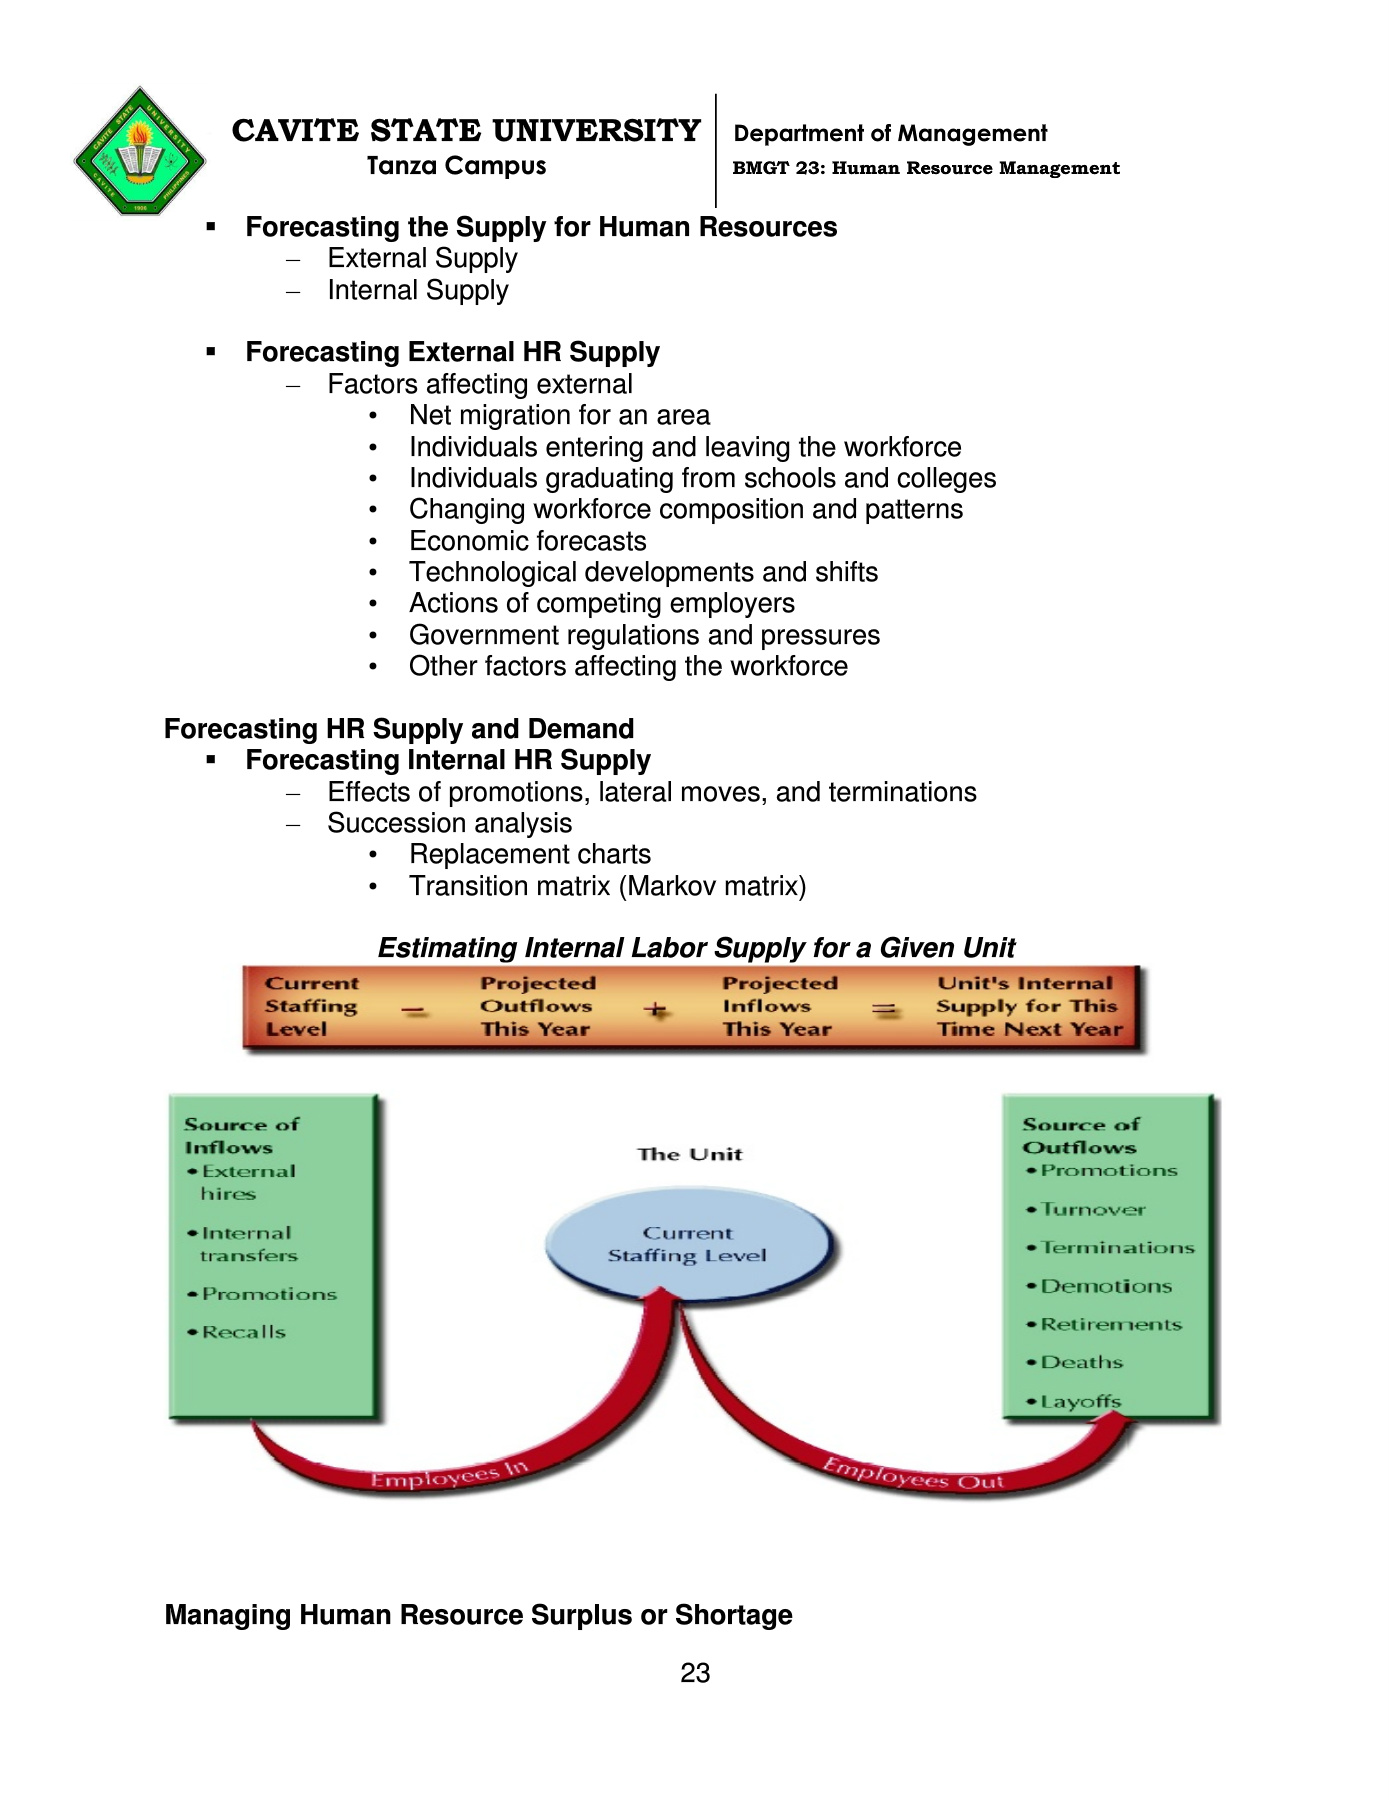 CAVITE STATE UNIVERSITY
Tanza Campus
Department of Management
BMGT 23: Human Resource Management
CAVITE STATE UNIVERSITY
CAVITE
PHILIPPINES
1906
▪ Forecasting the Supply for Human Resources
– External Supply
– Internal Supply
▪ Forecasting External HR Supply
– Factors affecting external
• Net migration for an area
• Individuals entering and leaving the workforce
• Individuals graduating from schools and colleges
• Changing workforce composition and patterns
• Economic forecasts
• Technological developments and shifts
• Actions of competing employers
• Government regulations and pressures
• Other factors affecting the workforce
Forecasting HR Supply and Demand
▪ Forecasting Internal HR Supply
– Effects of promotions, lateral moves, and terminations
– Succession analysis
• Replacement charts
• Transition matrix (Markov matrix)
Estimating Internal Labor Supply for a Given Unit
Current
Staffing
Level
–
Projected
Outflows
This Year
+
Projected
Inflows
This Year
=
Unit's Internal
Supply for This
Time Next Year
Source of
Inflows
• External
hires
• Internal
transfers
• Promotions
• Recalls
The Unit
Current
Staffing Level
Source of
Outflows
• Promotions
• Turnover
• Terminations
• Demotions
• Retirements
• Deaths
• Layoffs
Employees In
Employees Out
Managing Human Resource Surplus or Shortage
23